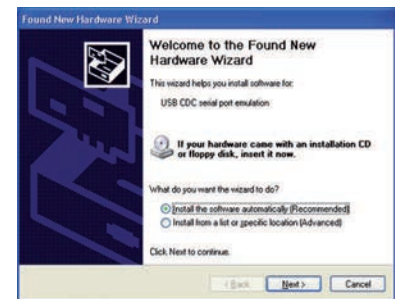 Found New Hardware Wizard
Welcome to the Found New
Hardware Wizard
This wizard helps you install software for:
USB CDC serial port emulation
If your hardware came with an installation CD
or floppy disk, insert it now.
What do you want the wizard to do?
Install the software automatically (Recommended)
Install from a list or specific location (Advanced)
Click Next to continue.
< Back Next > Cancel